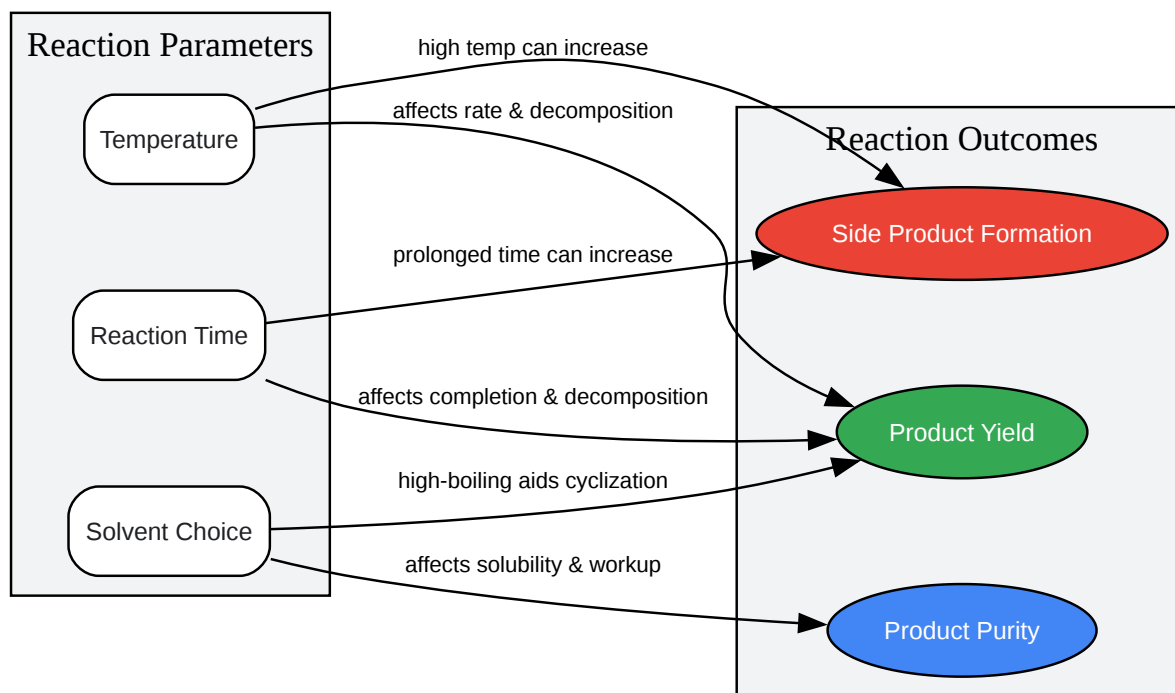 Reaction Parameters
Temperature
Reaction Time
Solvent Choice
high temp can increase
affects rate & decomposition
prolonged time can increase
affects completion & decomposition
high-boiling aids cyclization
affects solubility & workup
Reaction Outcomes
Side Product Formation
Product Yield
Product Purity